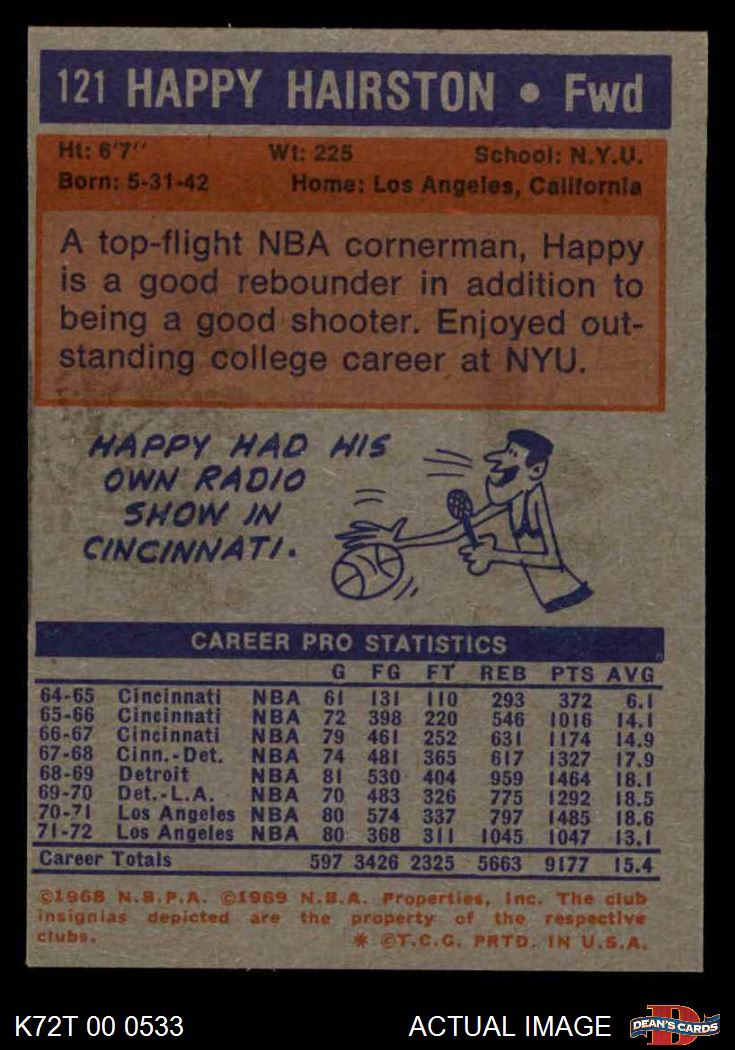 121 HAPPY HAIRSTON • Fwd
Ht: 6'7" Wt: 225 School: N.Y.U.
Born: 5-31-42 Home: Los Angeles, California
A top-flight NBA cornerman, Happy
is a good rebounder in addition to
being a good shooter. Enjoyed out-
standing college career at NYU.
HAPPY HAD HIS
OWN RADIO
SHOW IN
CINCINNATI.
CAREER PRO STATISTICS
G FG FT REB PTS AVG
64-65 Cincinnati NBA 61 131 110 293 372 6.1
65-66 Cincinnati NBA 72 398 220 546 1016 14.1
66-67 Cincinnati NBA 79 461 252 631 1174 14.9
67-68 Cinn.-Det. NBA 74 481 365 617 1327 17.9
68-69 Detroit NBA 81 530 404 959 1464 18.1
69-70 Det.-L.A. NBA 70 483 326 775 1292 18.5
70-71 Los Angeles NBA 80 574 337 797 1485 18.6
71-72 Los Angeles NBA 80 368 311 1045 1047 13.1
Career Totals 597 3426 2325 5663 9177 15.4
©1968 N.B.P.A. ©1969 N.B.A. Properties, Inc. The club
insignias depicted are the property of the respective
clubs. * ©T.C.G. PRTD. IN U.S.A.
K72T 00 0533 ACTUAL IMAGE D DEAN'S CARDS